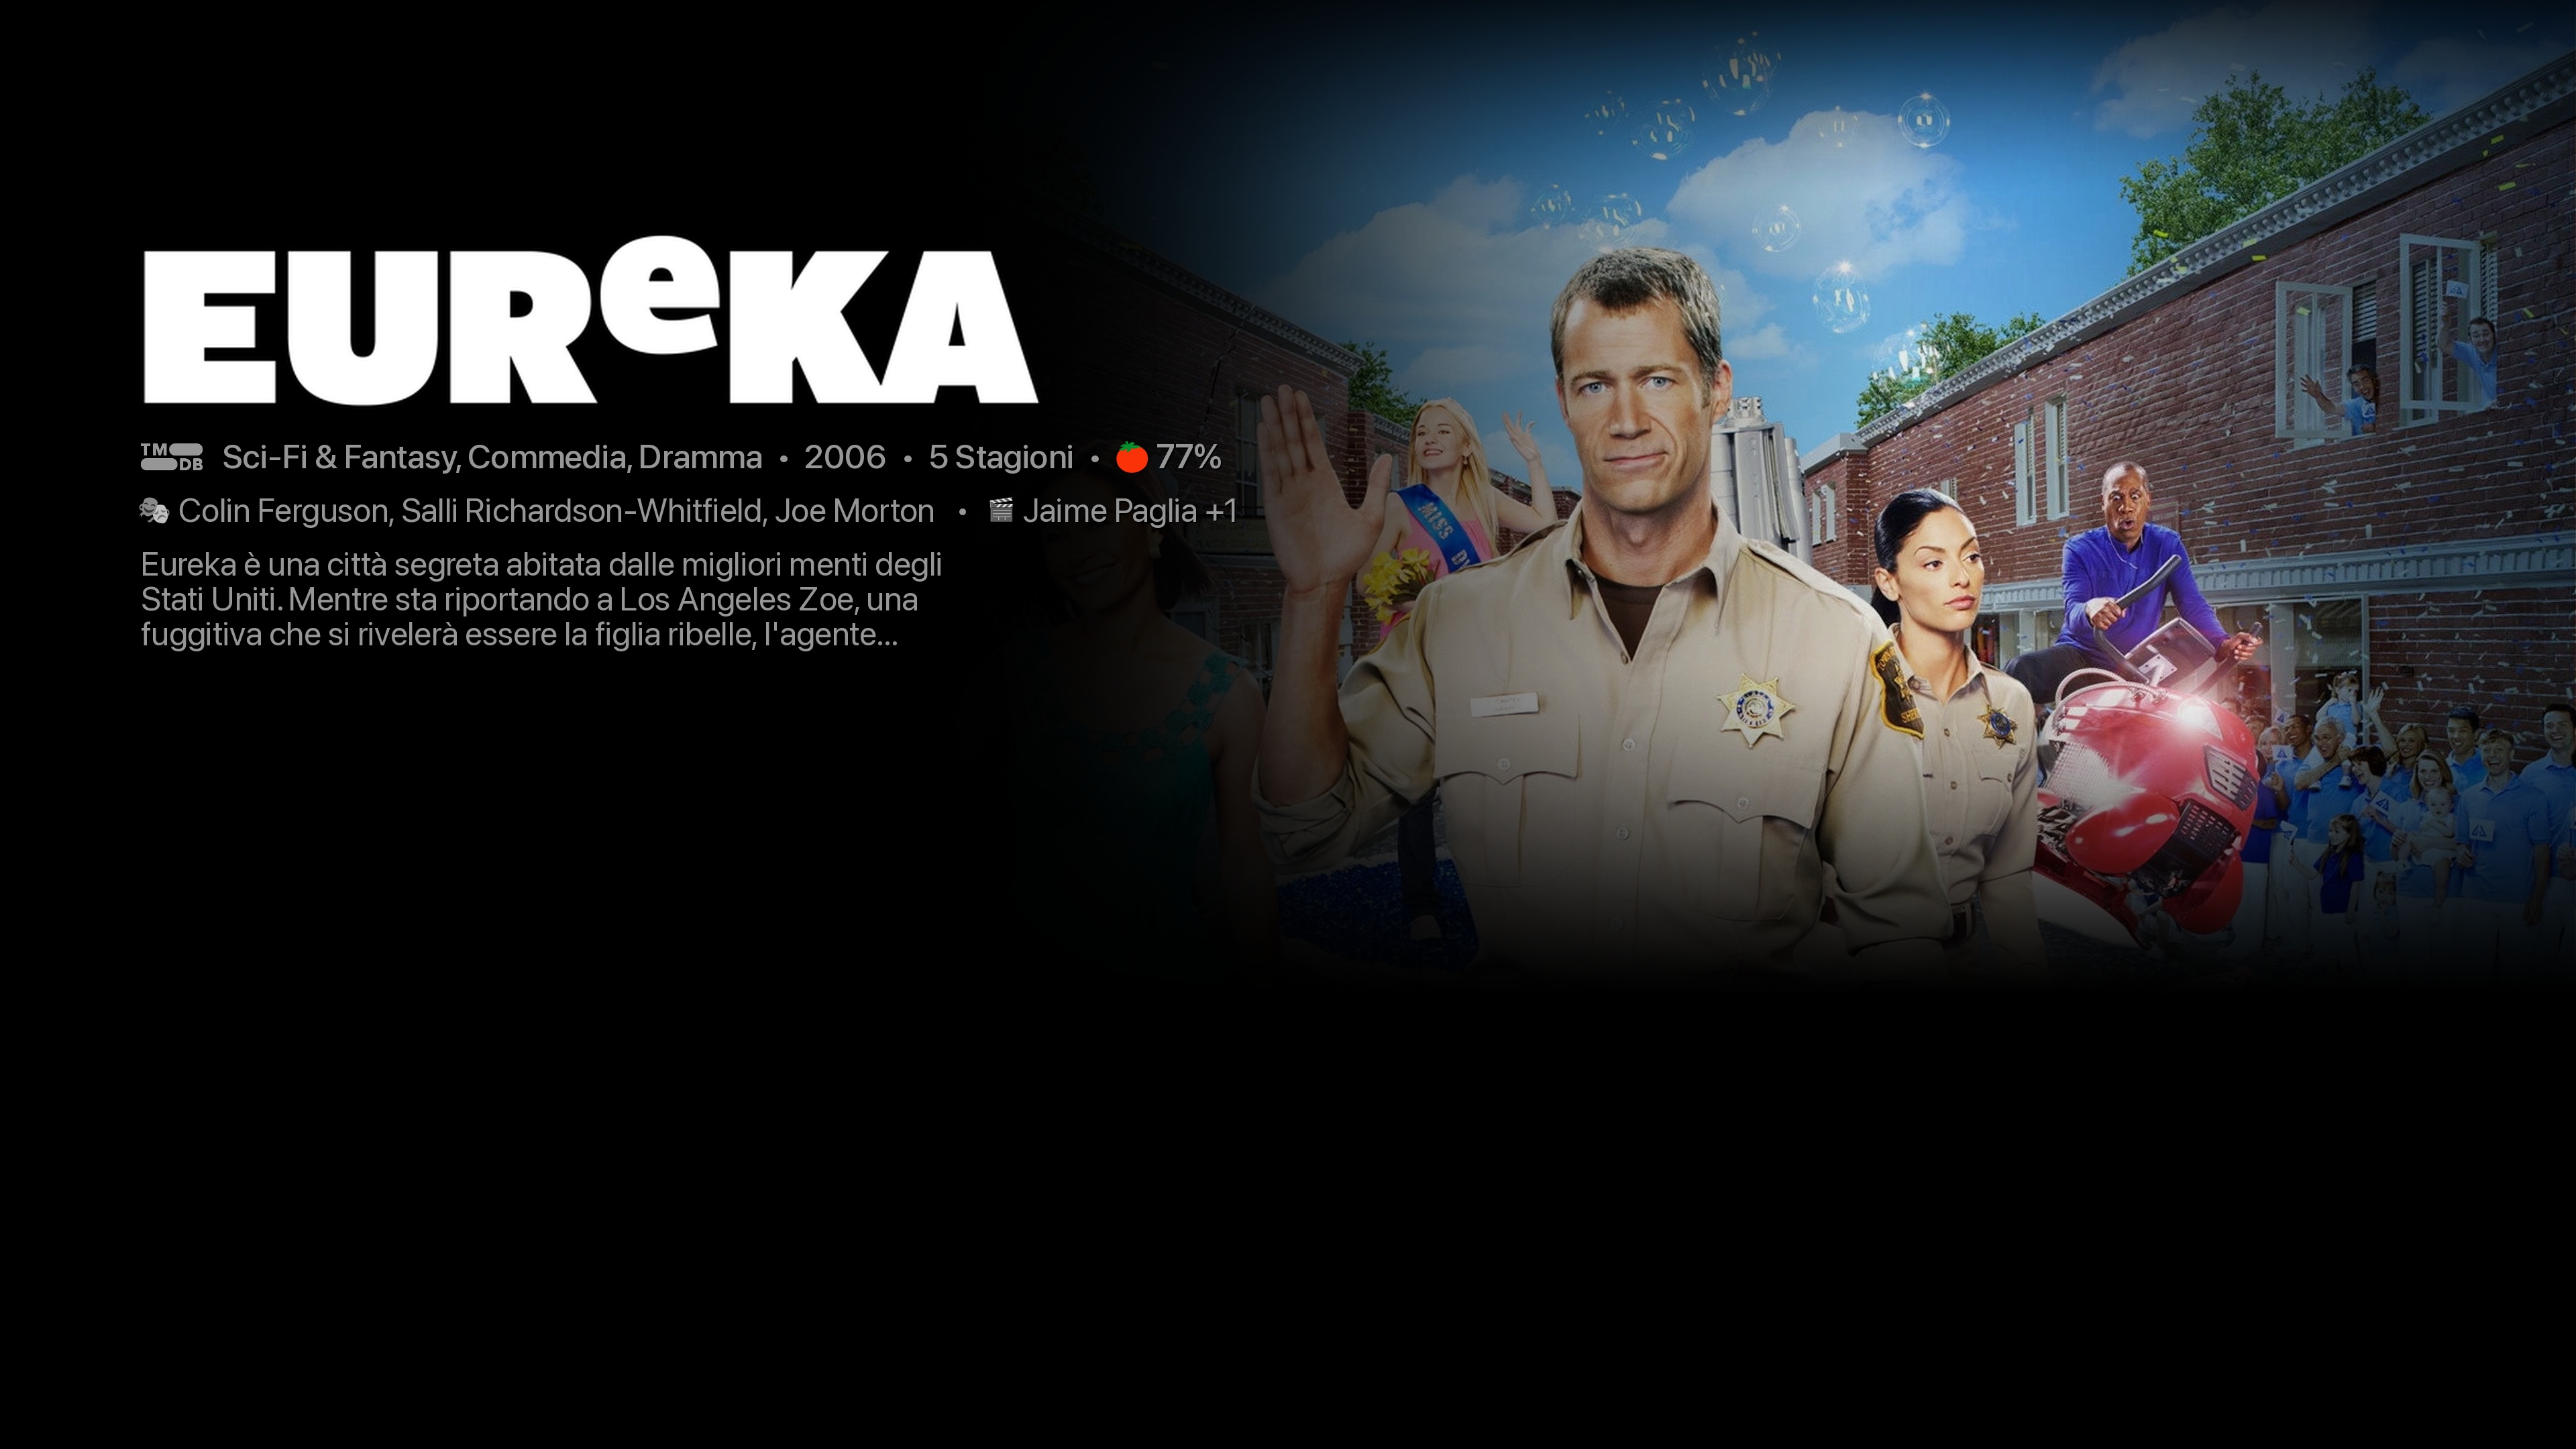 EUReKA
TMDB Sci-Fi & Fantasy, Commedia, Dramma • 2006 • 5 Stagioni • 77%
Colin Ferguson, Salli Richardson-Whitfield, Joe Morton • Jaime Paglia +1
Eureka è una città segreta abitata dalle migliori menti degli
Stati Uniti. Mentre sta riportando a Los Angeles Zoe, una
fuggitiva che si rivelerà essere la figlia ribelle, l'agente...
MISS